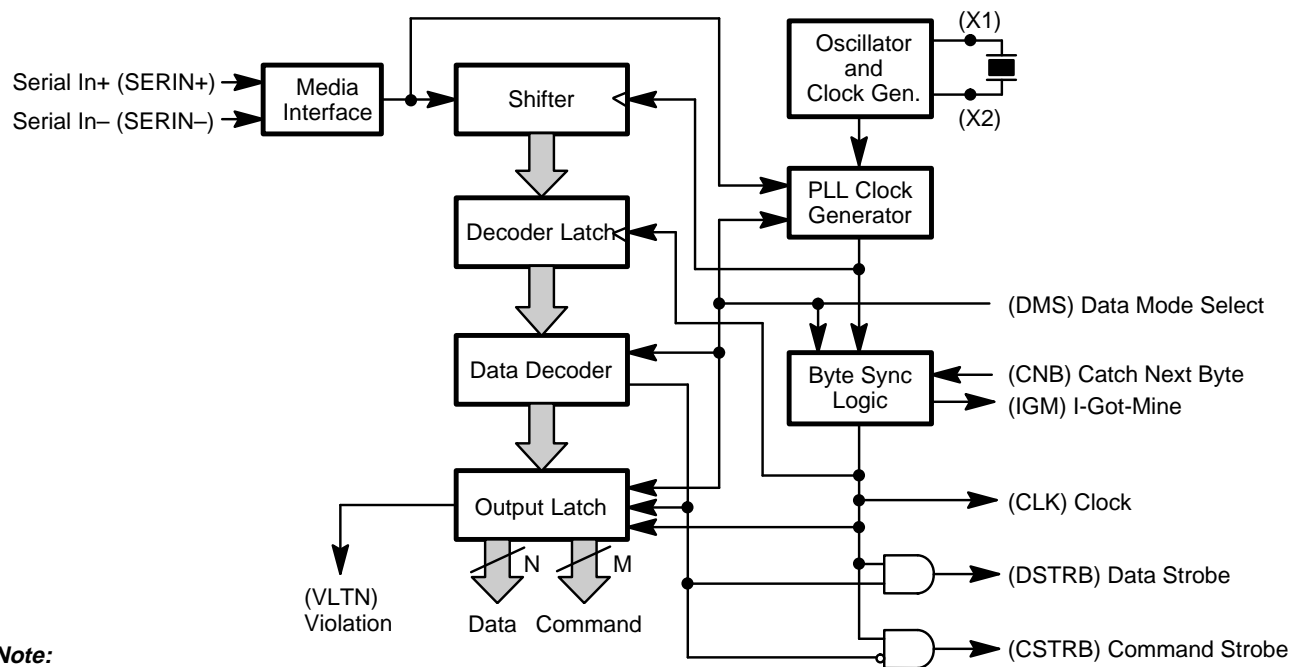 (X1)
Oscillator
and
Clock Gen.
(X2)
Serial In+ (SERIN+)
Serial In– (SERIN–)
Media
Interface
Shifter
PLL Clock
Generator
Decoder Latch
(DMS) Data Mode Select
Data Decoder
Byte Sync
Logic
(CNB) Catch Next Byte
(IGM) I-Got-Mine
Output Latch
(CLK) Clock
N
M
(VLTN)
Violation
Data
Command
(DSTRB) Data Strobe
(CSTRB) Command Strobe
Note: